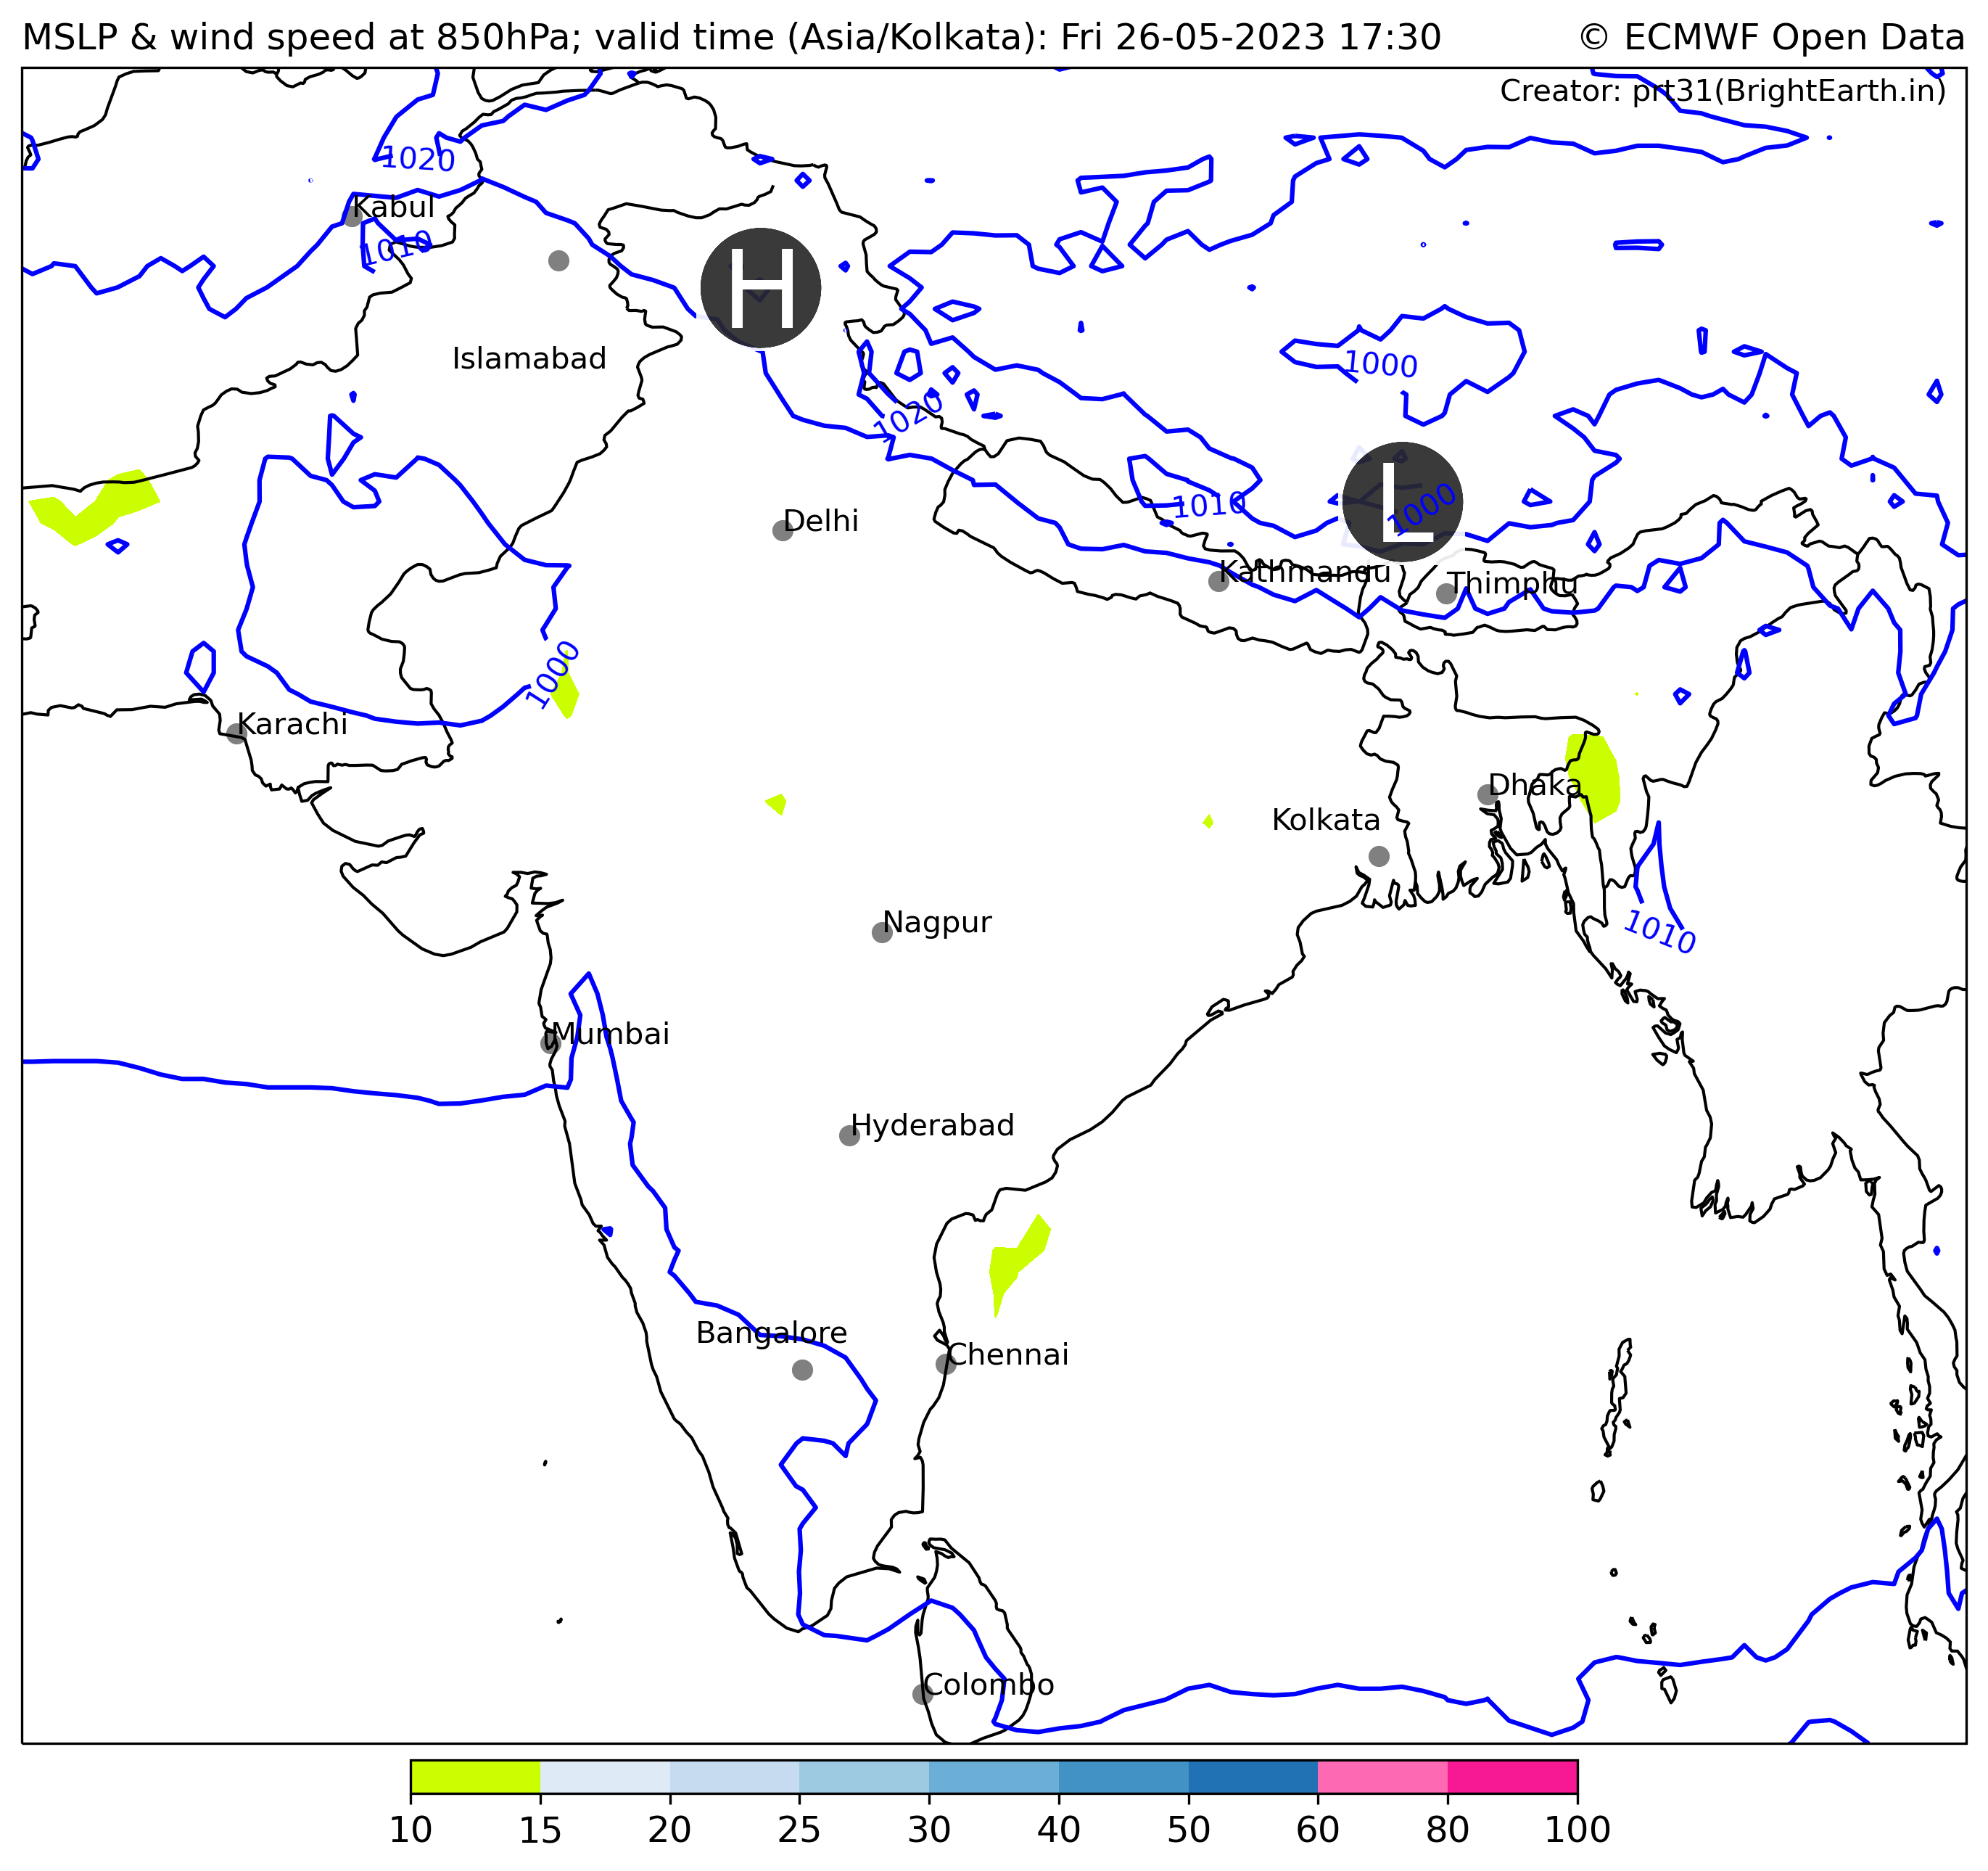 MSLP & wind speed at 850hPa; valid time (Asia/Kolkata): Fri 26-05-2023 17:30
© ECMWF Open Data
Creator: prt31(BrightEarth.in)
1020
Kabul
1010
H
Islamabad
1000
1020
1010
L
1000
Delhi
Kathmandu
Thimphu
1000
Karachi
Dhaka
Kolkata
Nagpur
1010
Mumbai
Hyderabad
Bangalore
Chennai
Colombo
10 15 20 25 30 40 50 60 80 100